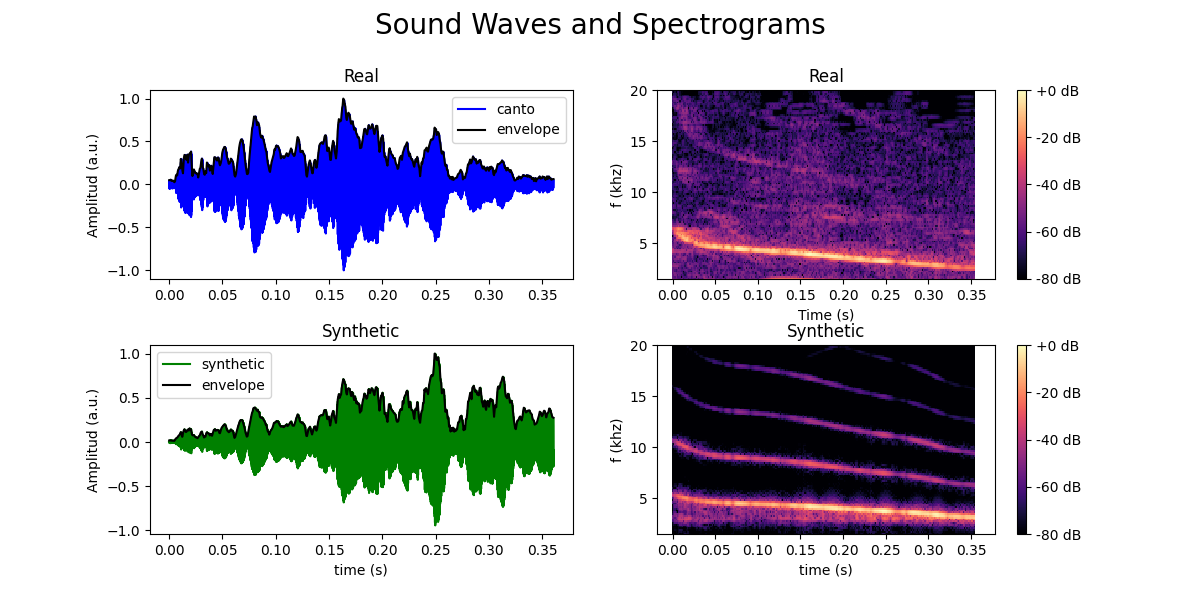 Sound Waves and Spectrograms
Real
canto
envelope
Amplitud (a.u.)
1.0
0.5
0.0
−0.5
−1.0
0.00 0.05 0.10 0.15 0.20 0.25 0.30 0.35
Real
f (khz)
20
15
10
5
0.00 0.05 0.10 0.15 0.20 0.25 0.30 0.35
Time (s)
+0 dB
-20 dB
-40 dB
-60 dB
-80 dB
Synthetic
synthetic
envelope
Amplitud (a.u.)
1.0
0.5
0.0
−0.5
−1.0
0.00 0.05 0.10 0.15 0.20 0.25 0.30 0.35
time (s)
Synthetic
f (khz)
20
15
10
5
0.00 0.05 0.10 0.15 0.20 0.25 0.30 0.35
time (s)
+0 dB
-20 dB
-40 dB
-60 dB
-80 dB